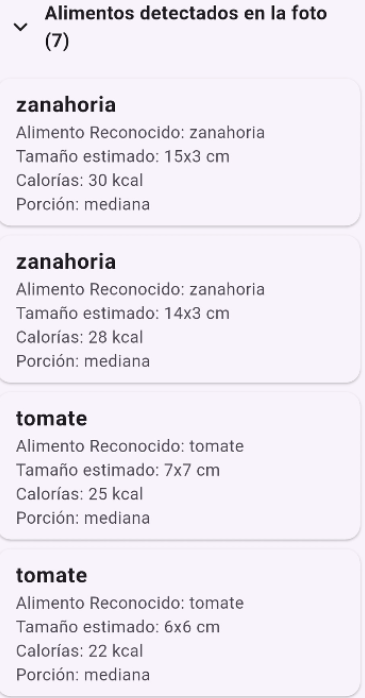 Alimentos detectados en la foto
(7)
zanahoria
Alimento Reconocido: zanahoria
Tamaño estimado: 15x3 cm
Calorías: 30 kcal
Porción: mediana
zanahoria
Alimento Reconocido: zanahoria
Tamaño estimado: 14x3 cm
Calorías: 28 kcal
Porción: mediana
tomate
Alimento Reconocido: tomate
Tamaño estimado: 7x7 cm
Calorías: 25 kcal
Porción: mediana
tomate
Alimento Reconocido: tomate
Tamaño estimado: 6x6 cm
Calorías: 22 kcal
Porción: mediana